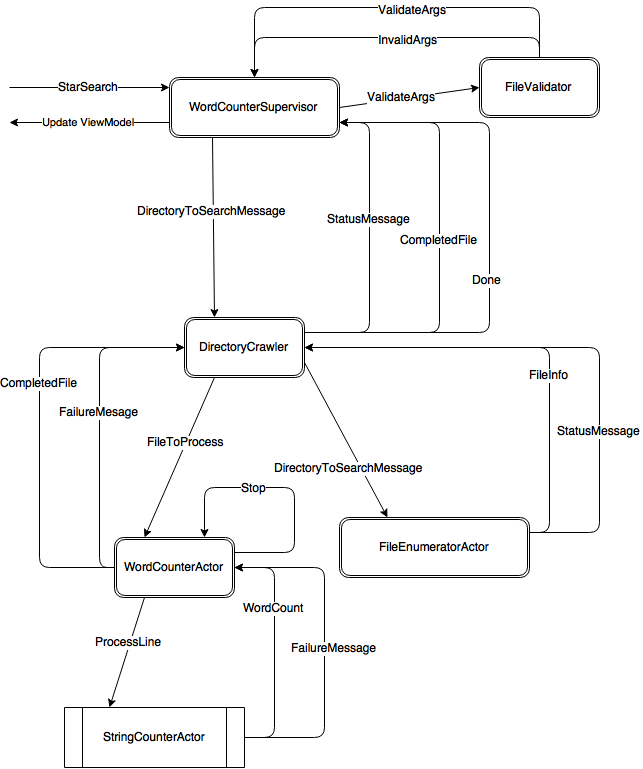 ValidateArgs
InvalidArgs
StarSearch
WordCounterSupervisor
ValidateArgs
FileValidator
Update ViewModel
DirectoryToSearchMessage
StatusMessage
CompletedFile
Done
DirectoryCrawler
CompletedFile
FailureMesage
FileInfo
StatusMessage
FileToProcess
DirectoryToSearchMessage
Stop
FileEnumeratorActor
WordCounterActor
WordCount
ProcessLine
FailureMessage
StringCounterActor